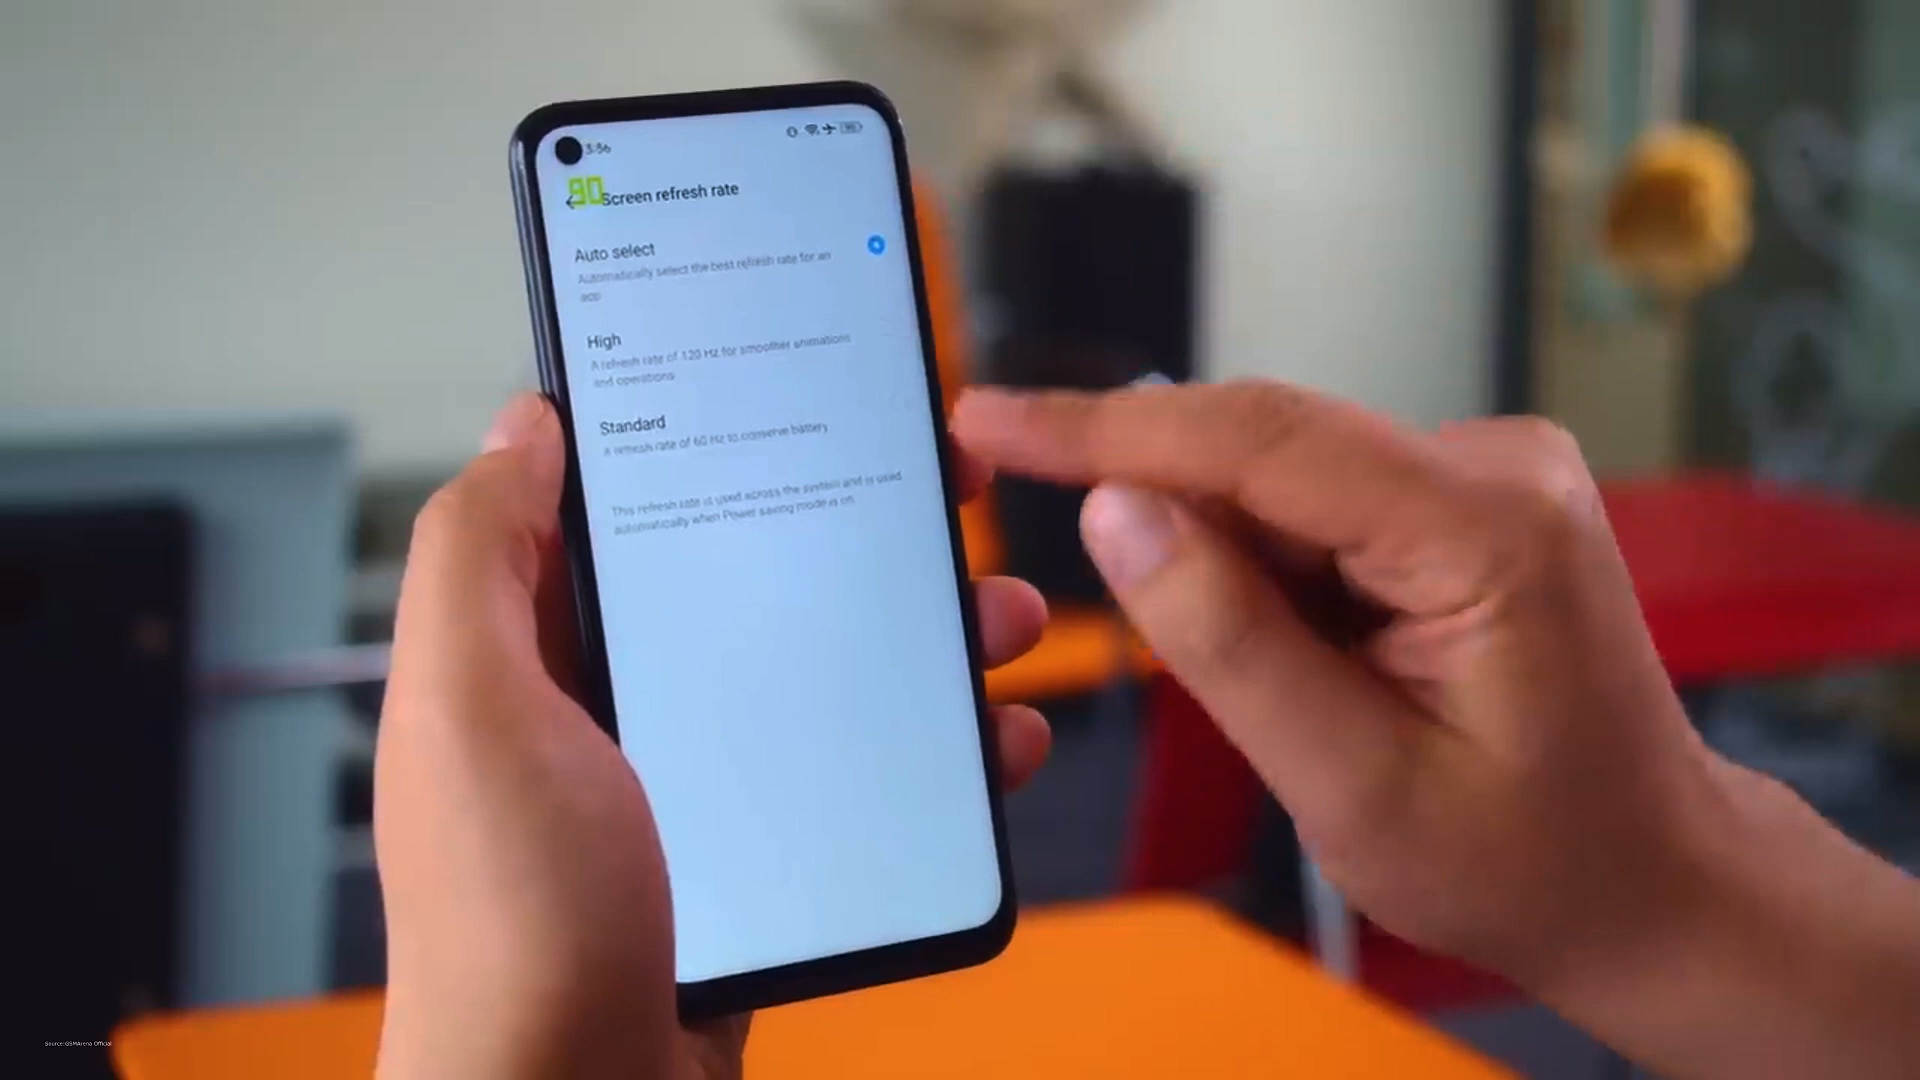 3:56
90
Screen refresh rate
Auto select
Automatically select the best refresh rate for an
app
High
A refresh rate of 120 Hz for smoother animations
and operations
Standard
A refresh rate of 60 Hz to conserve battery
This refresh rate is used across the system and is used
automatically when Power saving mode is on
Source:GSMArena Official